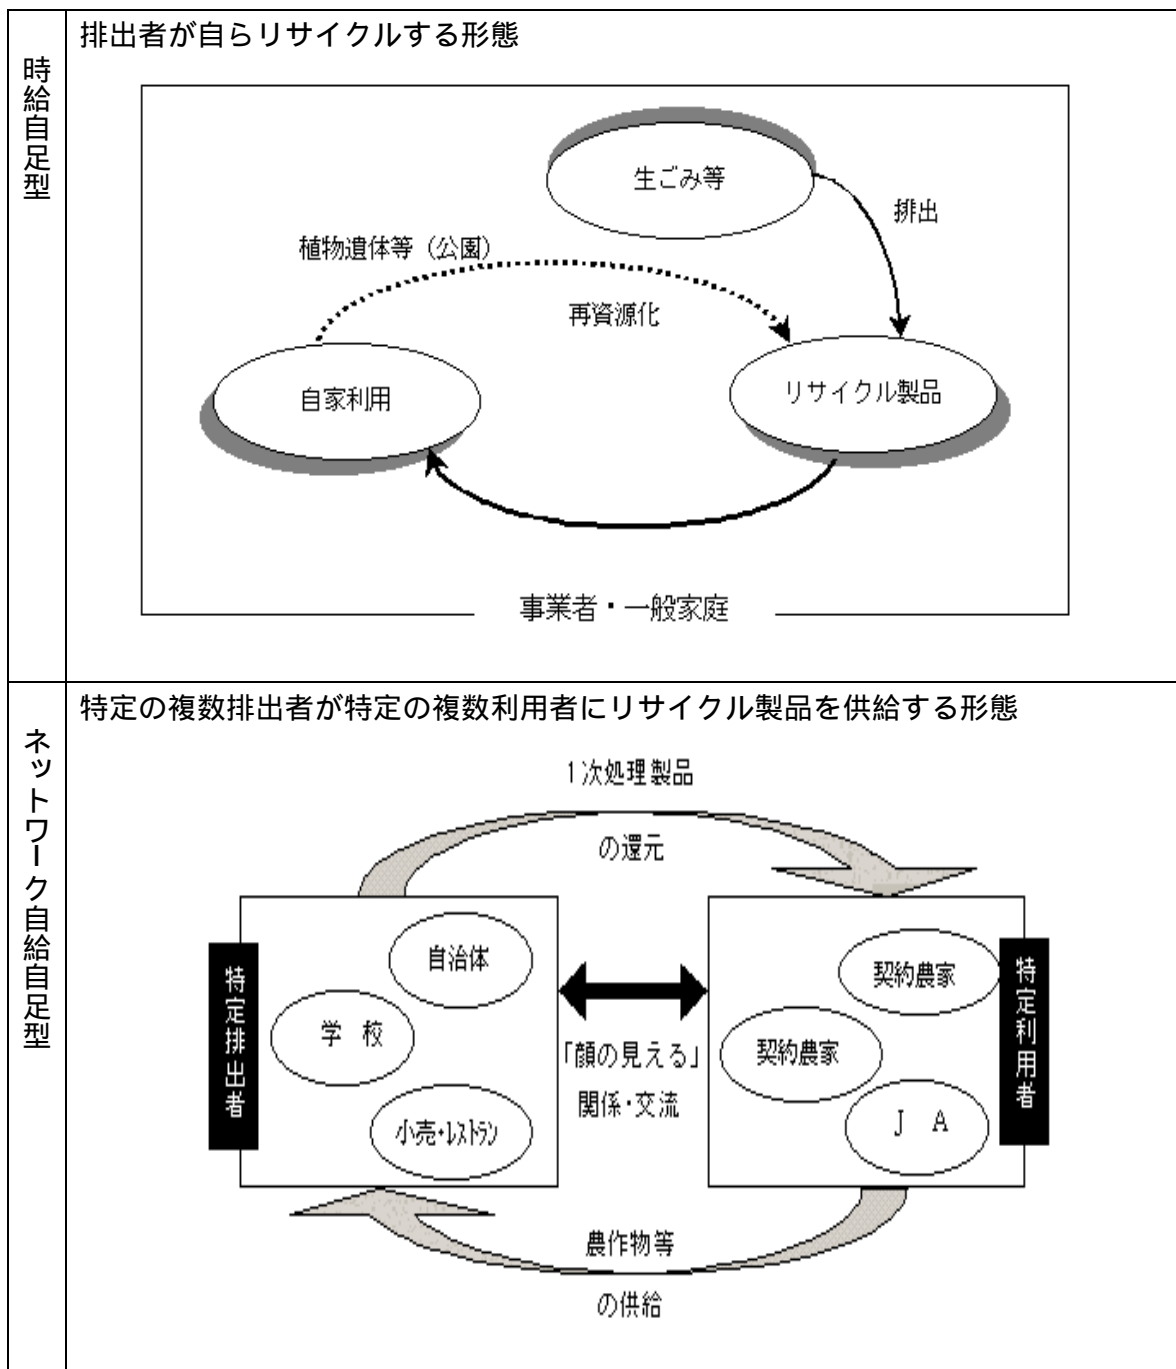 排出者が自らリサイクルする形態
時給自足型
生ごみ等
排出
植物遺体等（公園）
再資源化
自家利用
リサイクル製品
事業者・一般家庭
特定の複数排出者が特定の複数利用者にリサイクル製品を供給する形態
ネットワーク自給自足型
1次処理製品
の還元
特定排出者
自治体
学 校
小売・ﾚｽﾄﾗﾝ
「顔の見える」
関係・交流
契約農家
契約農家
J A
特定利用者
農作物等
の供給